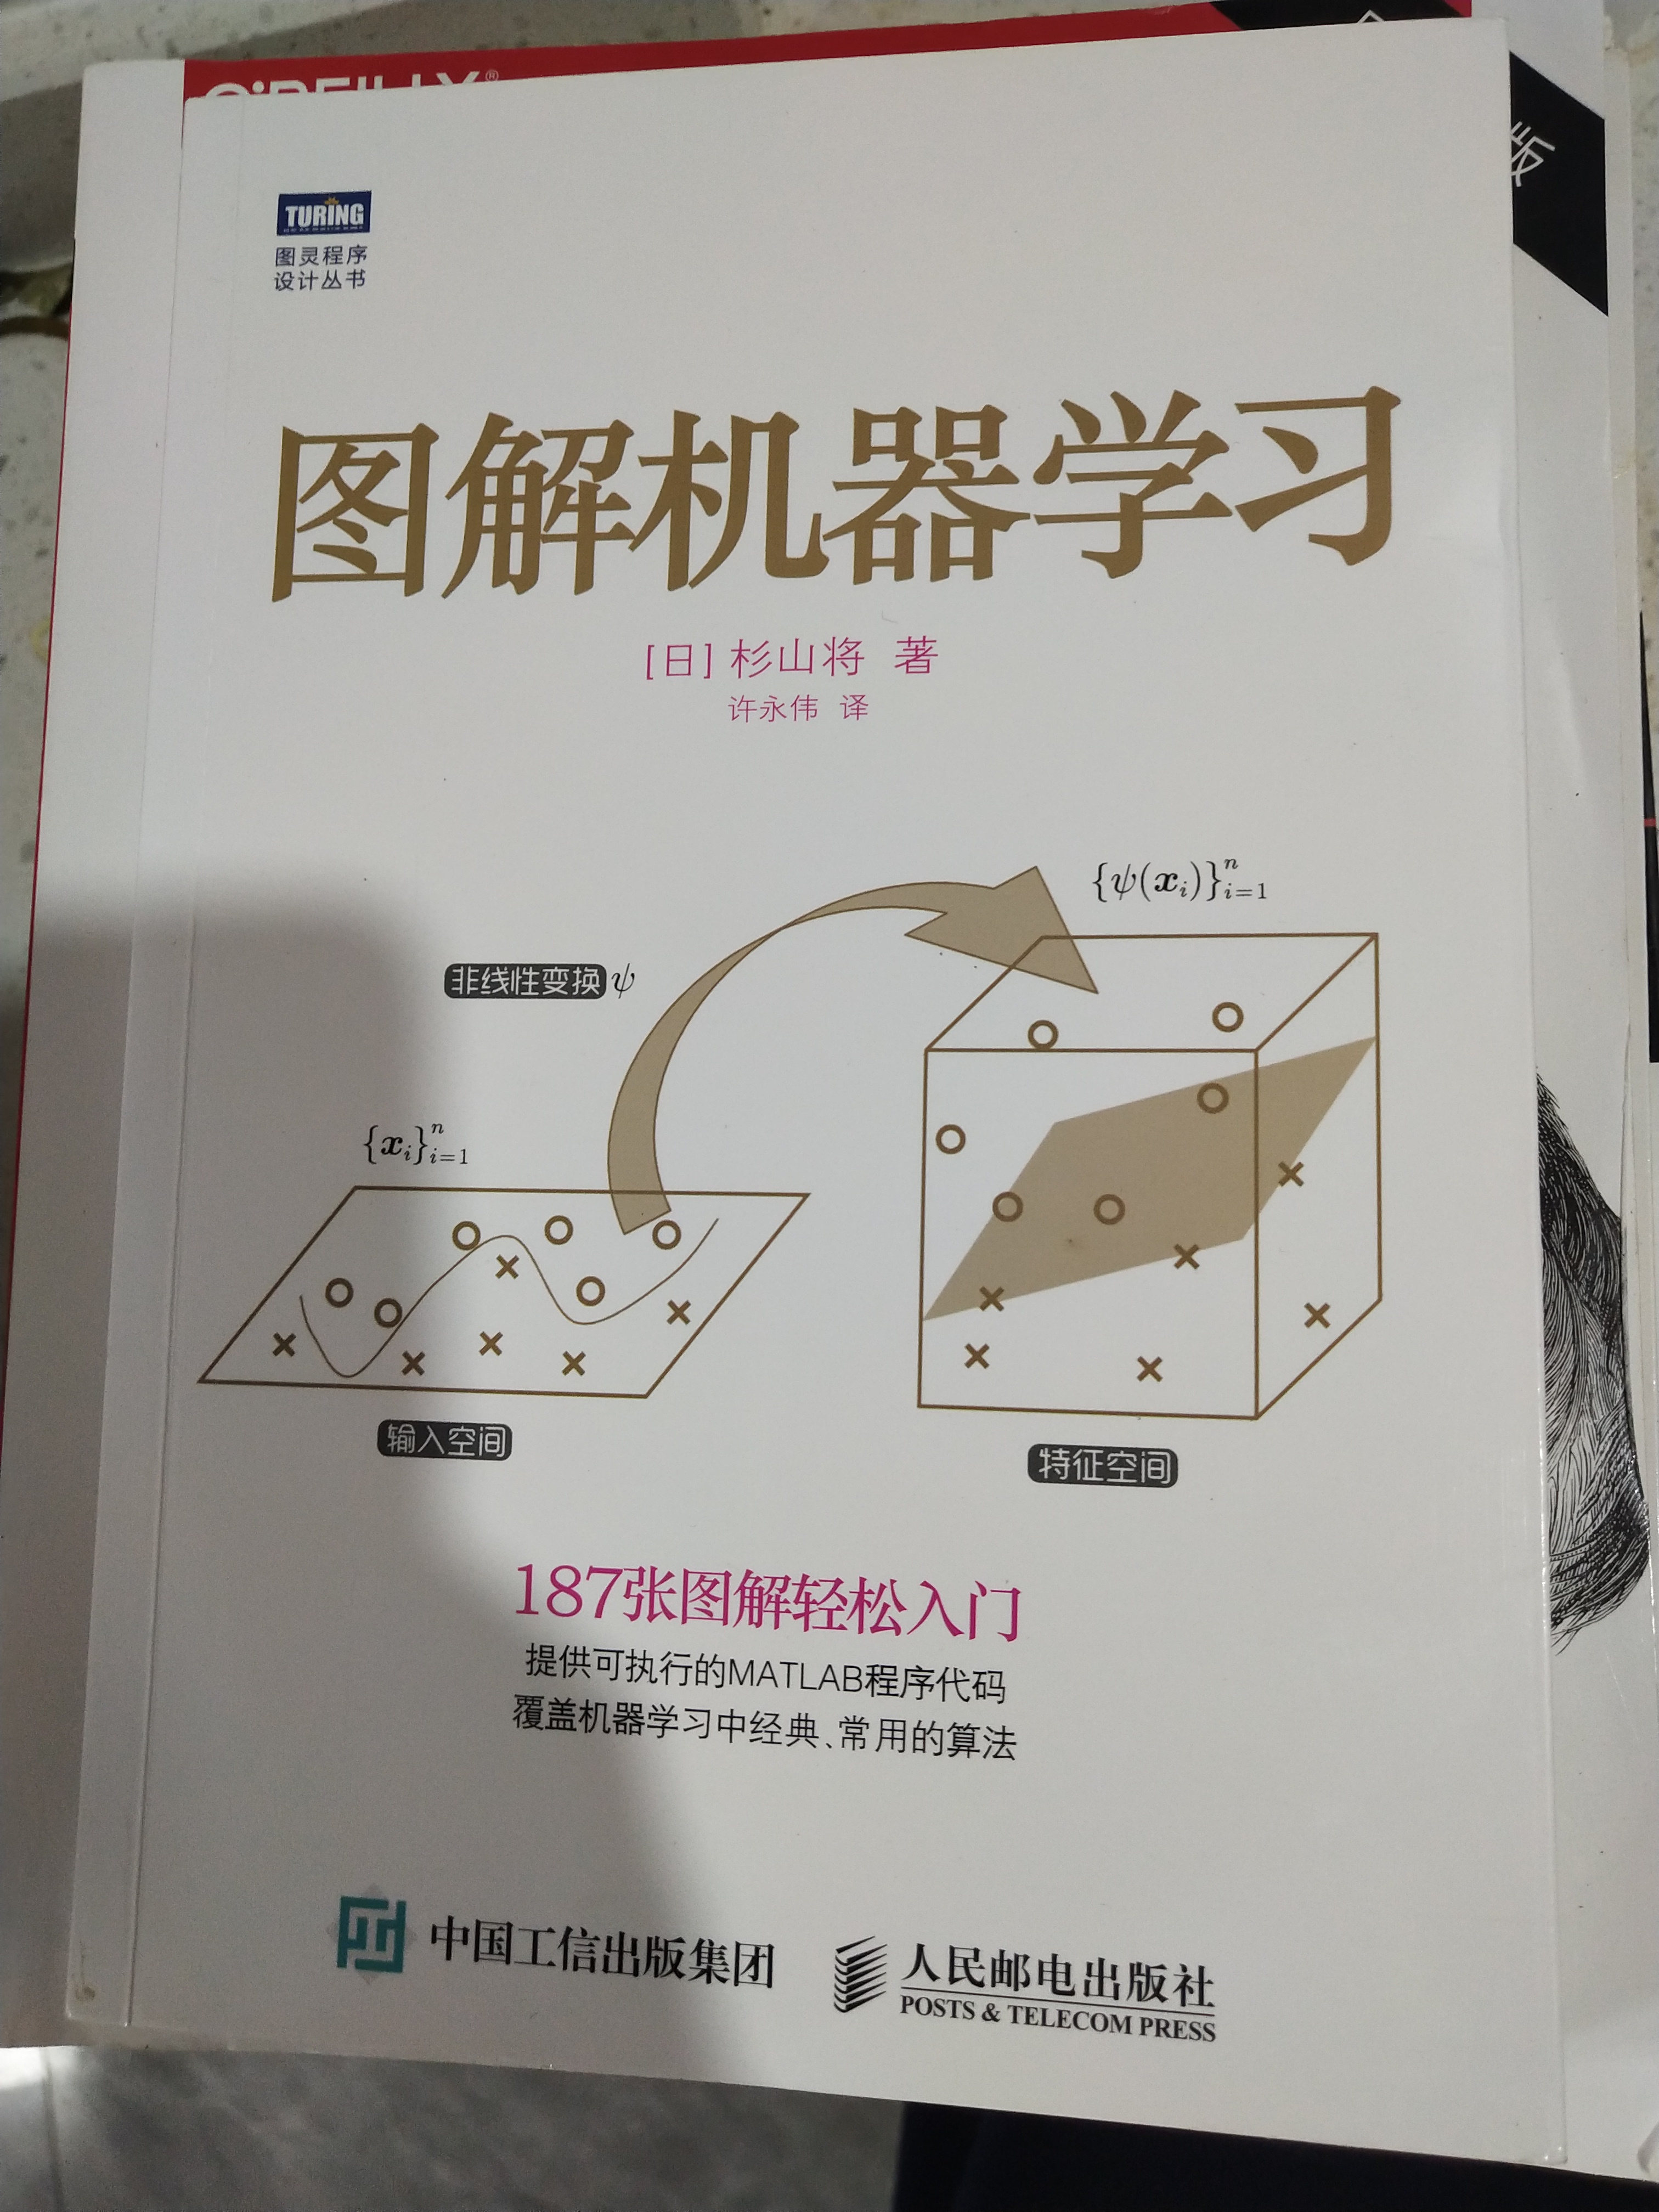 O'REILLY®
版
TURING
图灵程序
设计丛书
图解机器学习
[日] 杉山将 著
许永伟 译
{ψ(xᵢ)}ⁿᵢ₌₁
非线性变换 ψ
{xᵢ}ⁿᵢ₌₁
输入空间
特征空间
187张图解轻松入门
提供可执行的MATLAB程序代码
覆盖机器学习中经典、常用的算法
中国工信出版集团
人民邮电出版社
POSTS & TELECOM PRESS